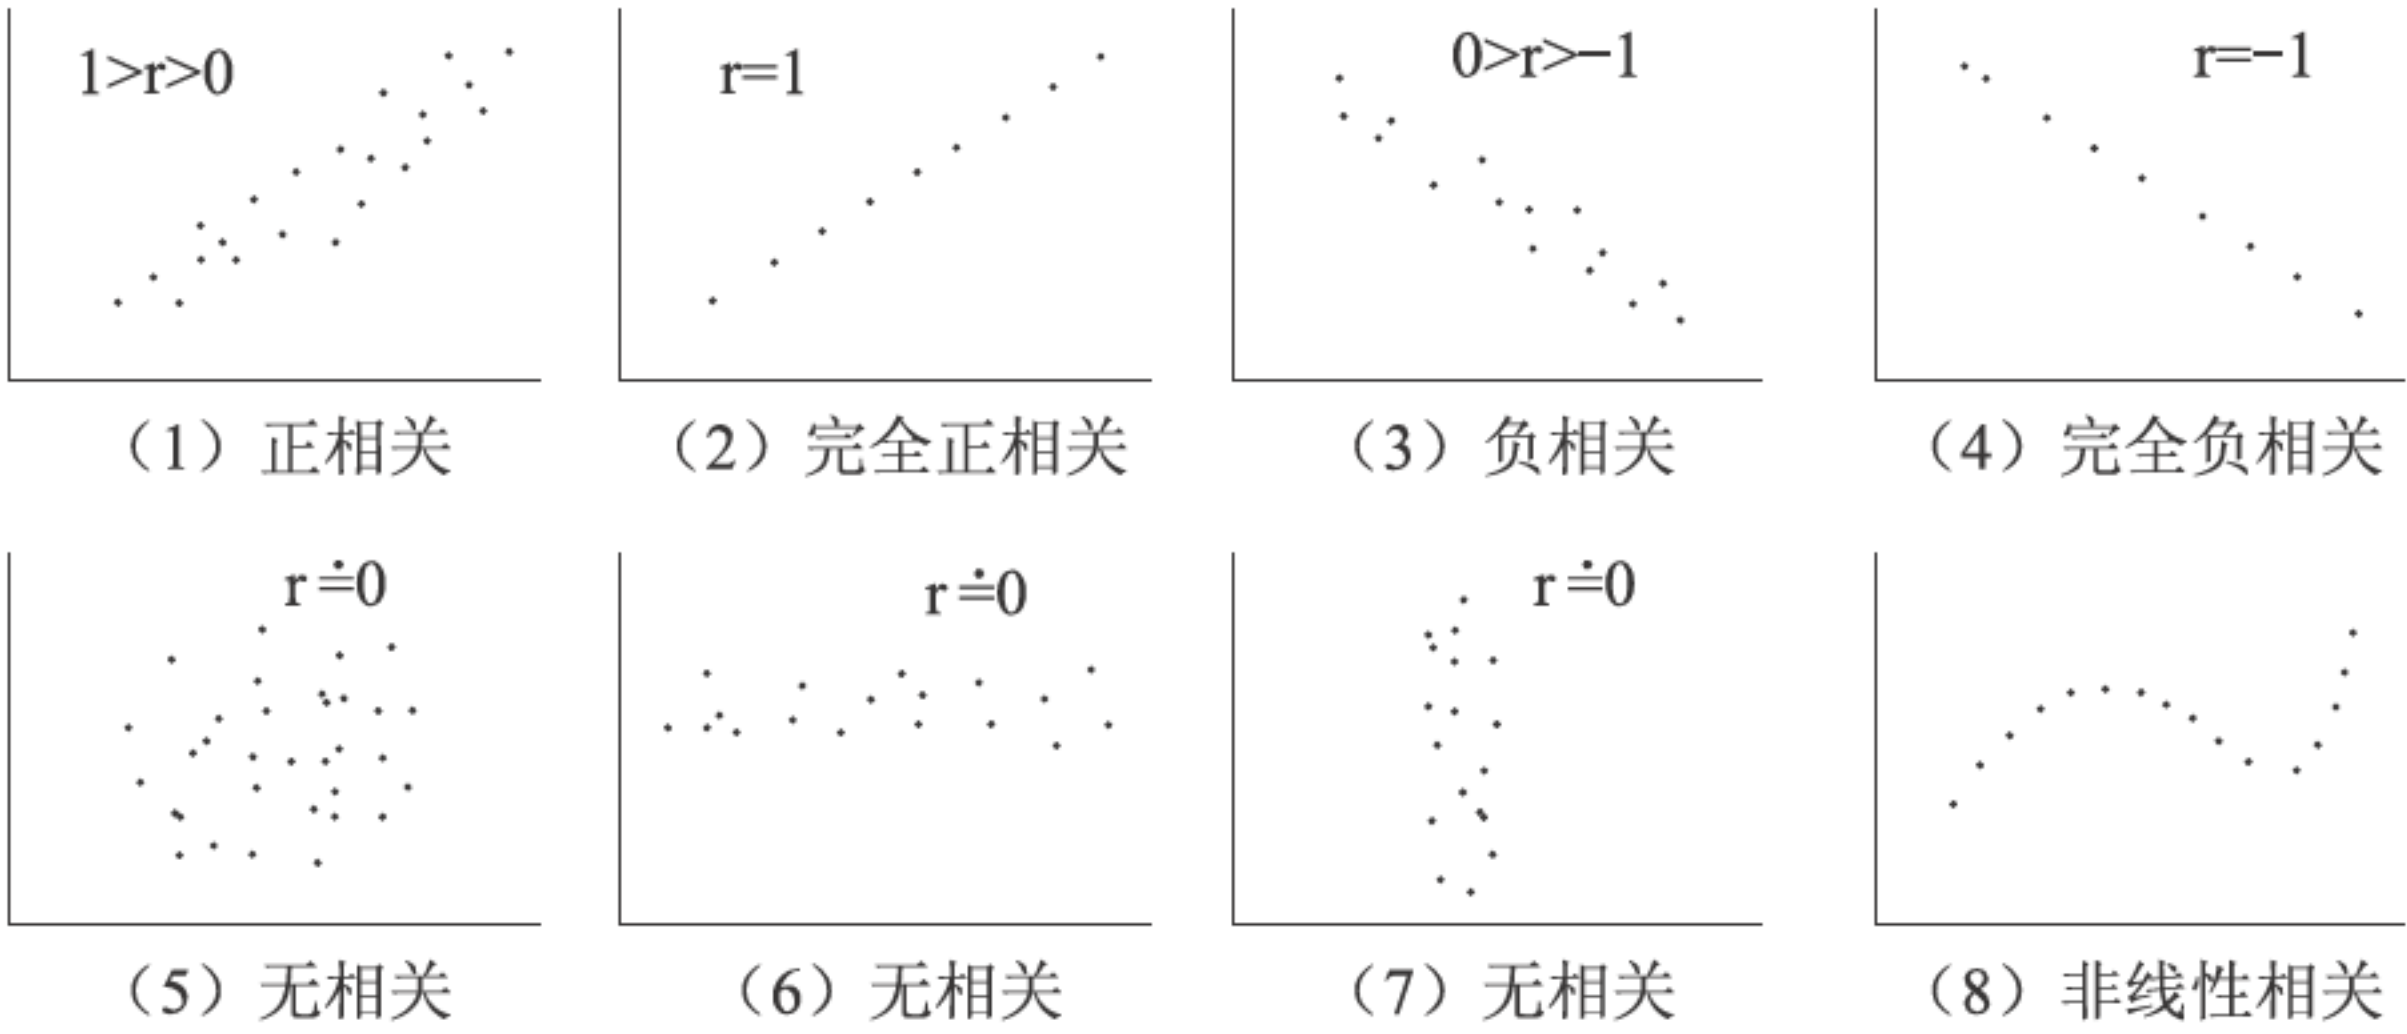 1>r>0
r=1
0>r>−1
r=−1
（1）正相关
（2）完全正相关
（3）负相关
（4）完全负相关
r≐0
r≐0
r≐0
（5）无相关
（6）无相关
（7）无相关
（8）非线性相关